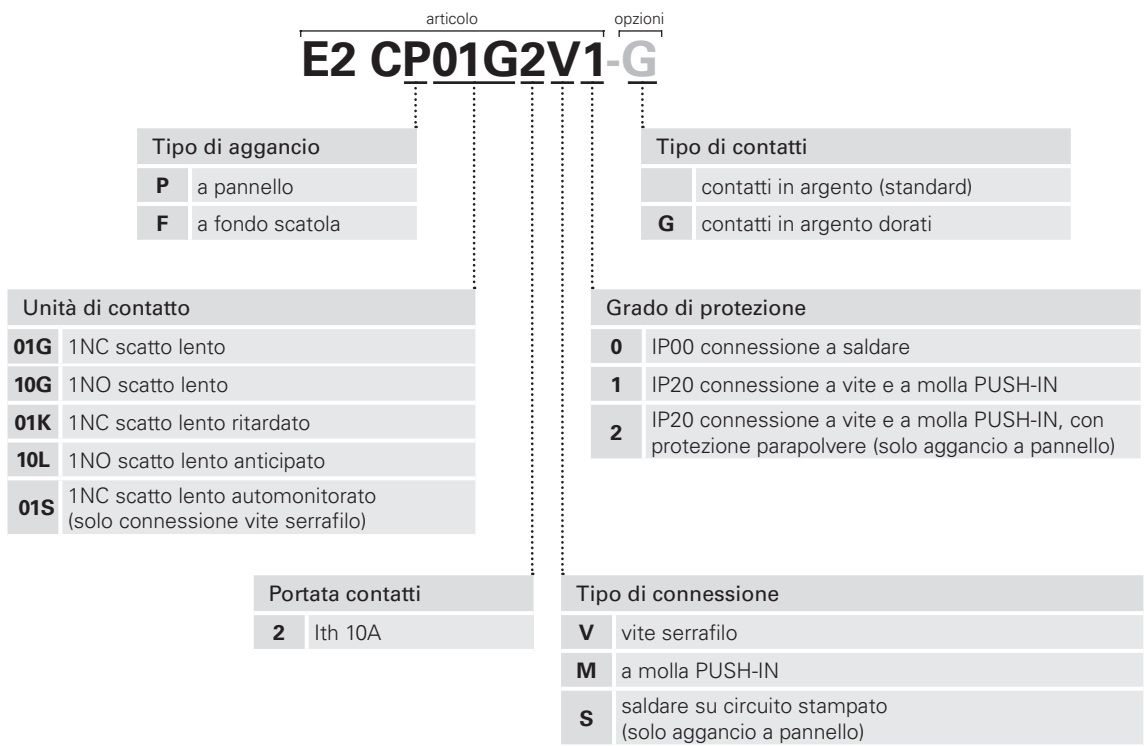 articolo opzioni
E2 CP01G2V1-G
Tipo di aggancio
P a pannello
F a fondo scatola
Tipo di contatti
contatti in argento (standard)
G contatti in argento dorati
Unità di contatto
01G 1NC scatto lento
10G 1NO scatto lento
01K 1NC scatto lento ritardato
10L 1NO scatto lento anticipato
01S 1NC scatto lento automonitorato
(solo connessione vite serrafilo)
Grado di protezione
0 IP00 connessione a saldare
1 IP20 connessione a vite e a molla PUSH-IN
2 IP20 connessione a vite e a molla PUSH-IN, con
protezione parapolvere (solo aggancio a pannello)
Portata contatti
2 Ith 10A
Tipo di connessione
V vite serrafilo
M a molla PUSH-IN
S saldare su circuito stampato
(solo aggancio a pannello)